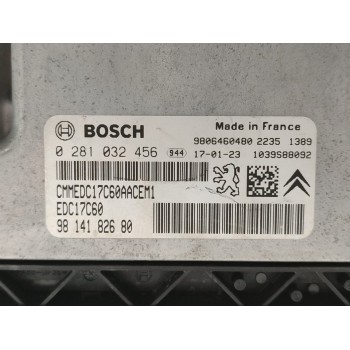 BOSCH
Made in France
9806460480 2235 1389
0 281 032 456 944 17-01-23 1039S88092
CMMEDC17C60AACEM1
EDC17C60
98 141 826 80